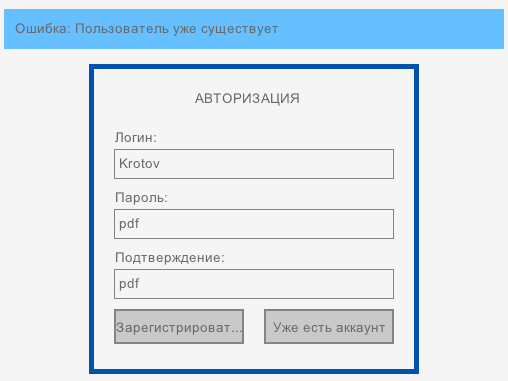 Ошибка: Пользователь уже существует
АВТОРИЗАЦИЯ
Логин:
Krotov
Пароль:
pdf
Подтверждение:
pdf
Зарегистрироват...
Уже есть аккаунт